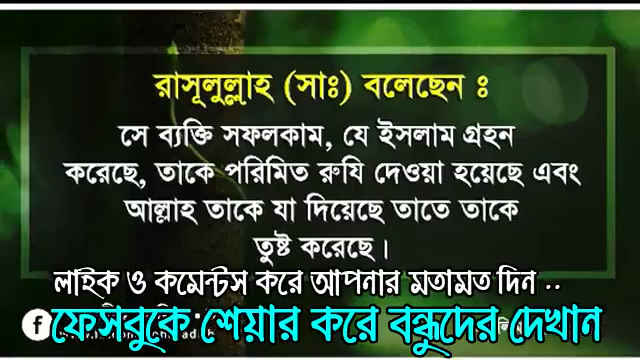 রাসূলুল্লাহ (সাঃ) বলেছেন ঃ
সে ব্যক্তি সফলকাম, যে ইসলাম গ্রহন
করেছে, তাকে পরিমিত রুযি দেওয়া হয়েছে এবং
আল্লাহ তাকে যা দিয়েছে তাতে তাকে
তুষ্ট করেছে।
লাইক ও কমেন্টস করে আপনার মতামত দিন ..
ফেসবুকে শেয়ার করে বন্ধুদের দেখান